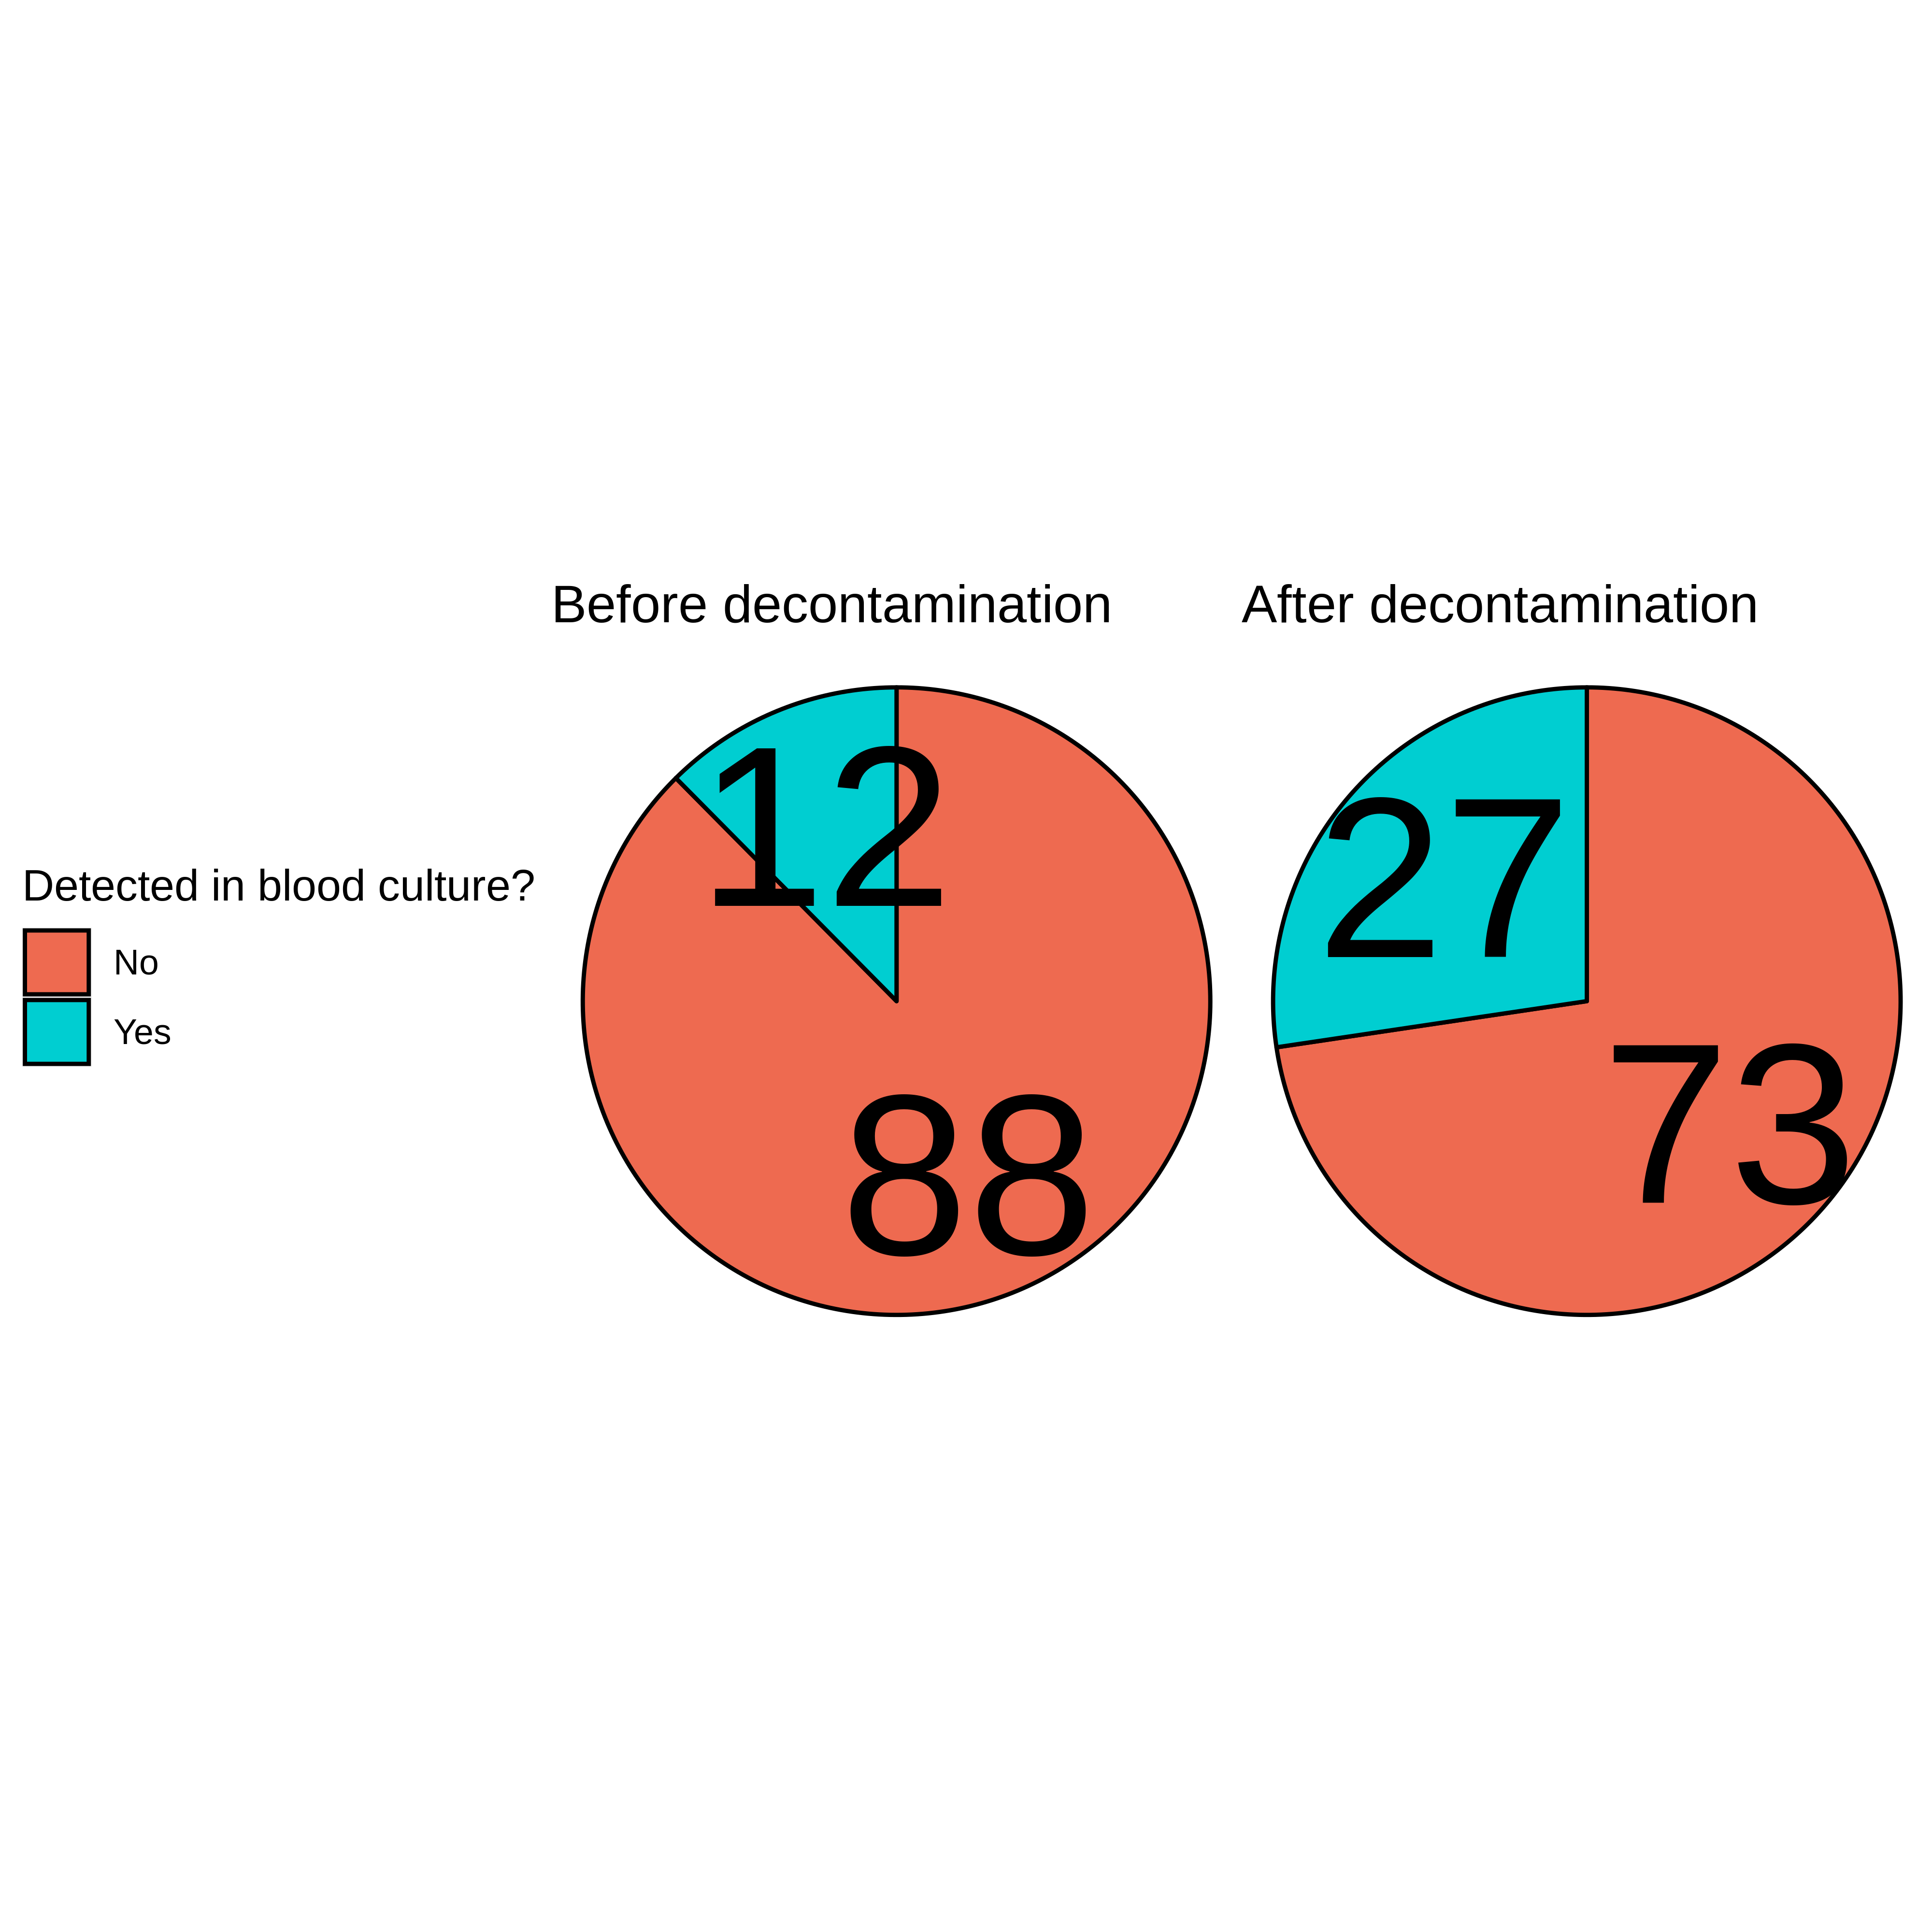 Before decontamination
After decontamination
Detected in blood culture?
No
Yes
12
88
27
73